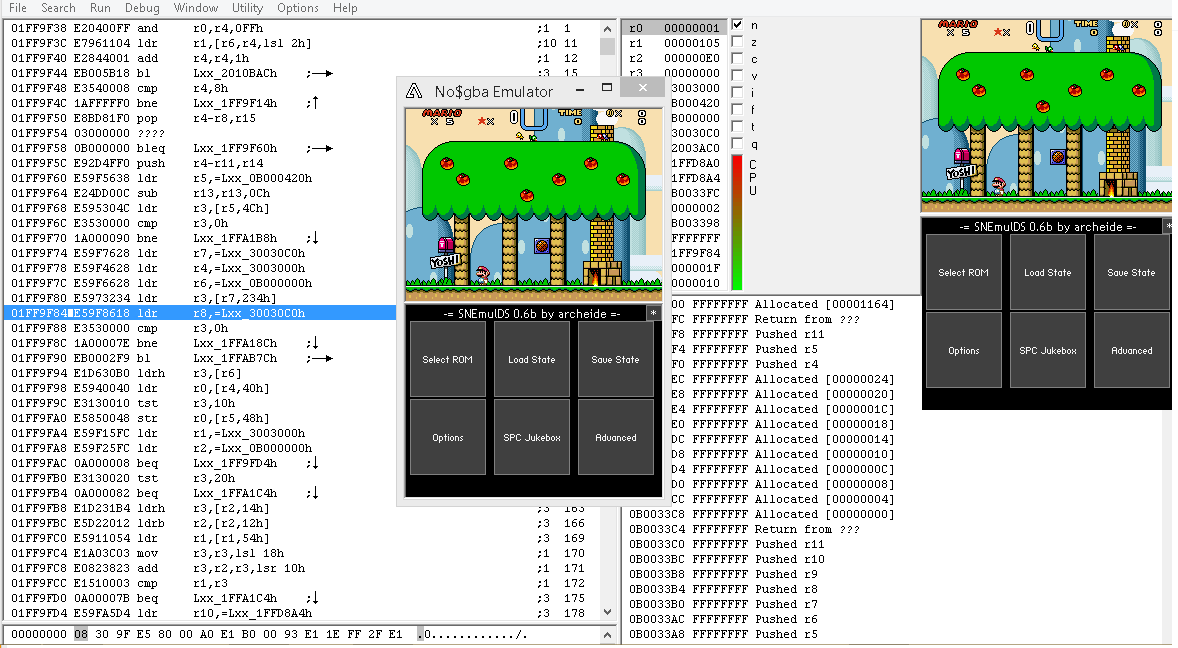 File Search Run Debug Window Utility Options Help
01FF9F38 E20400FF and r0,r4,0FFh ;1 1
01FF9F3C E7961104 ldr r1,[r6,r4,lsl 2h] ;10 11
01FF9F40 E2844001 add r4,r4,1h ;1 12
01FF9F44 EB005B18 bl Lxx_2010BACh ;→ ;3 15
01FF9F48 E3540008 cmp r4,8h
01FF9F4C 1AFFFFF0 bne Lxx_1FF9F14h ;↑
01FF9F50 E8BD81F0 pop r4-r8,r15
01FF9F54 03000000 ????
01FF9F58 0B000000 bleq Lxx_1FF9F60h ;→
01FF9F5C E92D4FF0 push r4-r11,r14
01FF9F60 E59F5638 ldr r5,=Lxx_B000420h
01FF9F64 E24DD00C sub r13,r13,0Ch
01FF9F68 E595304C ldr r3,[r5,4Ch]
01FF9F6C E3530000 cmp r3,0h
01FF9F70 1A000090 bne Lxx_1FFA1B8h ;↓
01FF9F74 E59F7628 ldr r7,=Lxx_30030C0h
01FF9F78 E59F4628 ldr r4,=Lxx_3003000h
01FF9F7C E59F6628 ldr r6,=Lxx_0B000000h
01FF9F80 E5973234 ldr r3,[r7,234h]
01FF9F84 E59F8618 ldr r8,=Lxx_30030C0h
01FF9F88 E3530000 cmp r3,0h
01FF9F8C 1A00007E bne Lxx_1FFA18Ch ;↓
01FF9F90 EB0002F9 bl Lxx_1FFAB7Ch ;→
01FF9F94 E1D630B0 ldrh r3,[r6]
01FF9F98 E5940040 ldr r0,[r4,40h]
01FF9F9C E3130010 tst r3,10h
01FF9FA0 E5850048 str r0,[r5,48h]
01FF9FA4 E59F15FC ldr r1,=Lxx_3003000h
01FF9FA8 E59F25FC ldr r2,=Lxx_0B000000h
01FF9FAC 0A000008 beq Lxx_1FF9FD4h ;↓
01FF9FB0 E3130020 tst r3,20h
01FF9FB4 0A000082 beq Lxx_1FFA1C4h ;↓
01FF9FB8 E1D231B4 ldrh r3,[r2,14h] ;3 163
01FF9FBC E5D22012 ldrb r2,[r2,12h] ;3 166
01FF9FC0 E5911054 ldr r1,[r1,54h] ;3 169
01FF9FC4 E1A03C03 mov r3,r3,lsl 18h ;1 170
01FF9FC8 E0823823 add r3,r2,r3,lsr 10h ;1 171
01FF9FCC E1510003 cmp r1,r3 ;1 172
01FF9FD0 0A00007B beq Lxx_1FFA1C4h ;↓ ;3 175
01FF9FD4 E59FA5D4 ldr r10,=Lxx_1FFD8A4h ;3 178
00000000 08 30 9F E5 80 00 A0 E1 B0 00 93 E1 1E FF 2F E1 .0............/.
No$gba Emulator
MARIO TIME
x 5
YOSHI
-= SNEmulDS 0.6b by archeide =- *
Select ROM Load State Save State
Options SPC Jukebox Advanced
r0 00000001 n
r1 00000105 z
r2 000000E0 c
r3 00000000 v
3003000 i
B000420 f
B000000 t
30030C0 q
2003AC0
1FFD8A0 C
1FFD8A4 P
B0033FC U
0000002
B003398
FFFFFFF
1FF9F84
000001F
0000010
00 FFFFFFFF Allocated [00001164]
FC FFFFFFFF Return from ???
F8 FFFFFFFF Pushed r11
F4 FFFFFFFF Pushed r5
F0 FFFFFFFF Pushed r4
EC FFFFFFFF Allocated [00000024]
E8 FFFFFFFF Allocated [00000020]
E4 FFFFFFFF Allocated [0000001C]
E0 FFFFFFFF Allocated [00000018]
DC FFFFFFFF Allocated [00000014]
D8 FFFFFFFF Allocated [00000010]
D4 FFFFFFFF Allocated [0000000C]
D0 FFFFFFFF Allocated [00000008]
CC FFFFFFFF Allocated [00000004]
0B0033C8 FFFFFFFF Allocated [00000000]
0B0033C4 FFFFFFFF Return from ???
0B0033C0 FFFFFFFF Pushed r11
0B0033BC FFFFFFFF Pushed r10
0B0033B8 FFFFFFFF Pushed r9
0B0033B4 FFFFFFFF Pushed r8
0B0033B0 FFFFFFFF Pushed r7
0B0033AC FFFFFFFF Pushed r6
0B0033A8 FFFFFFFF Pushed r5
MARIO TIME
x 5
YOSHI
-= SNEmulDS 0.6b by archeide =- *
Select ROM Load State Save State
Options SPC Jukebox Advanced